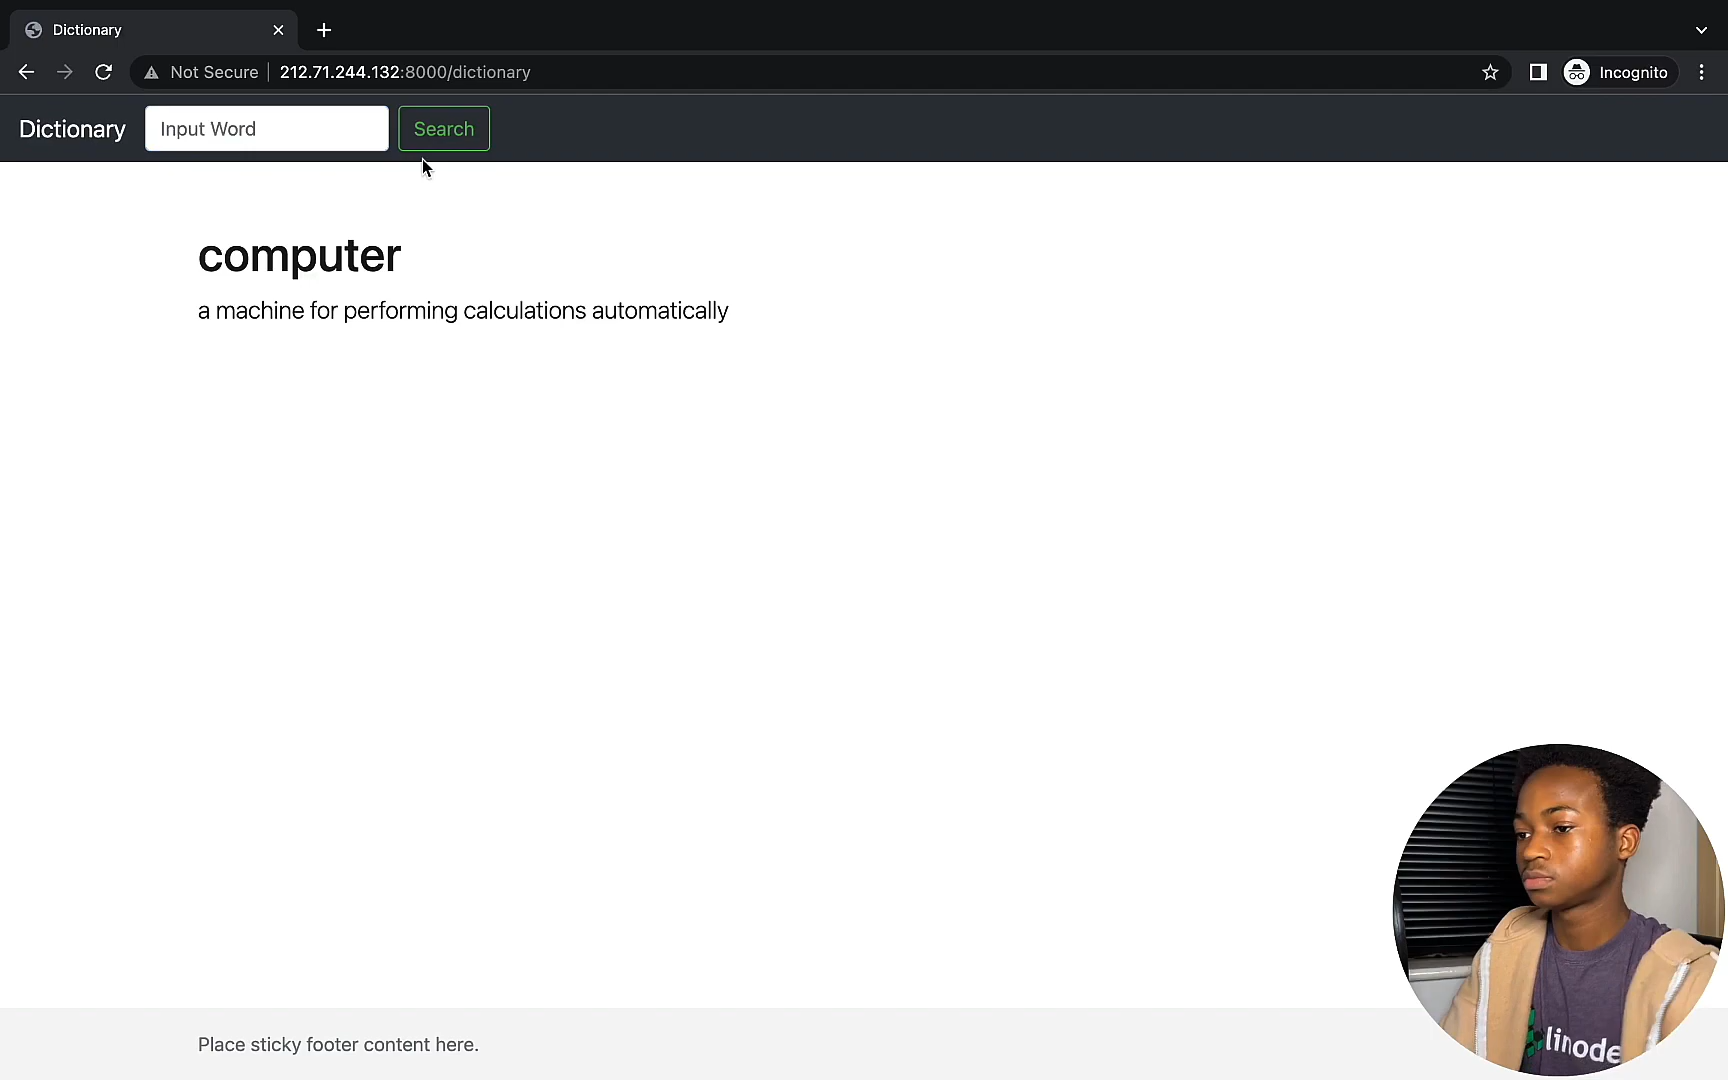 Dictionary
Not Secure
212.71.244.132:8000/dictionary
Incognito
Dictionary
Input Word
Search
computer
a machine for performing calculations automatically
Place sticky footer content here.
linode